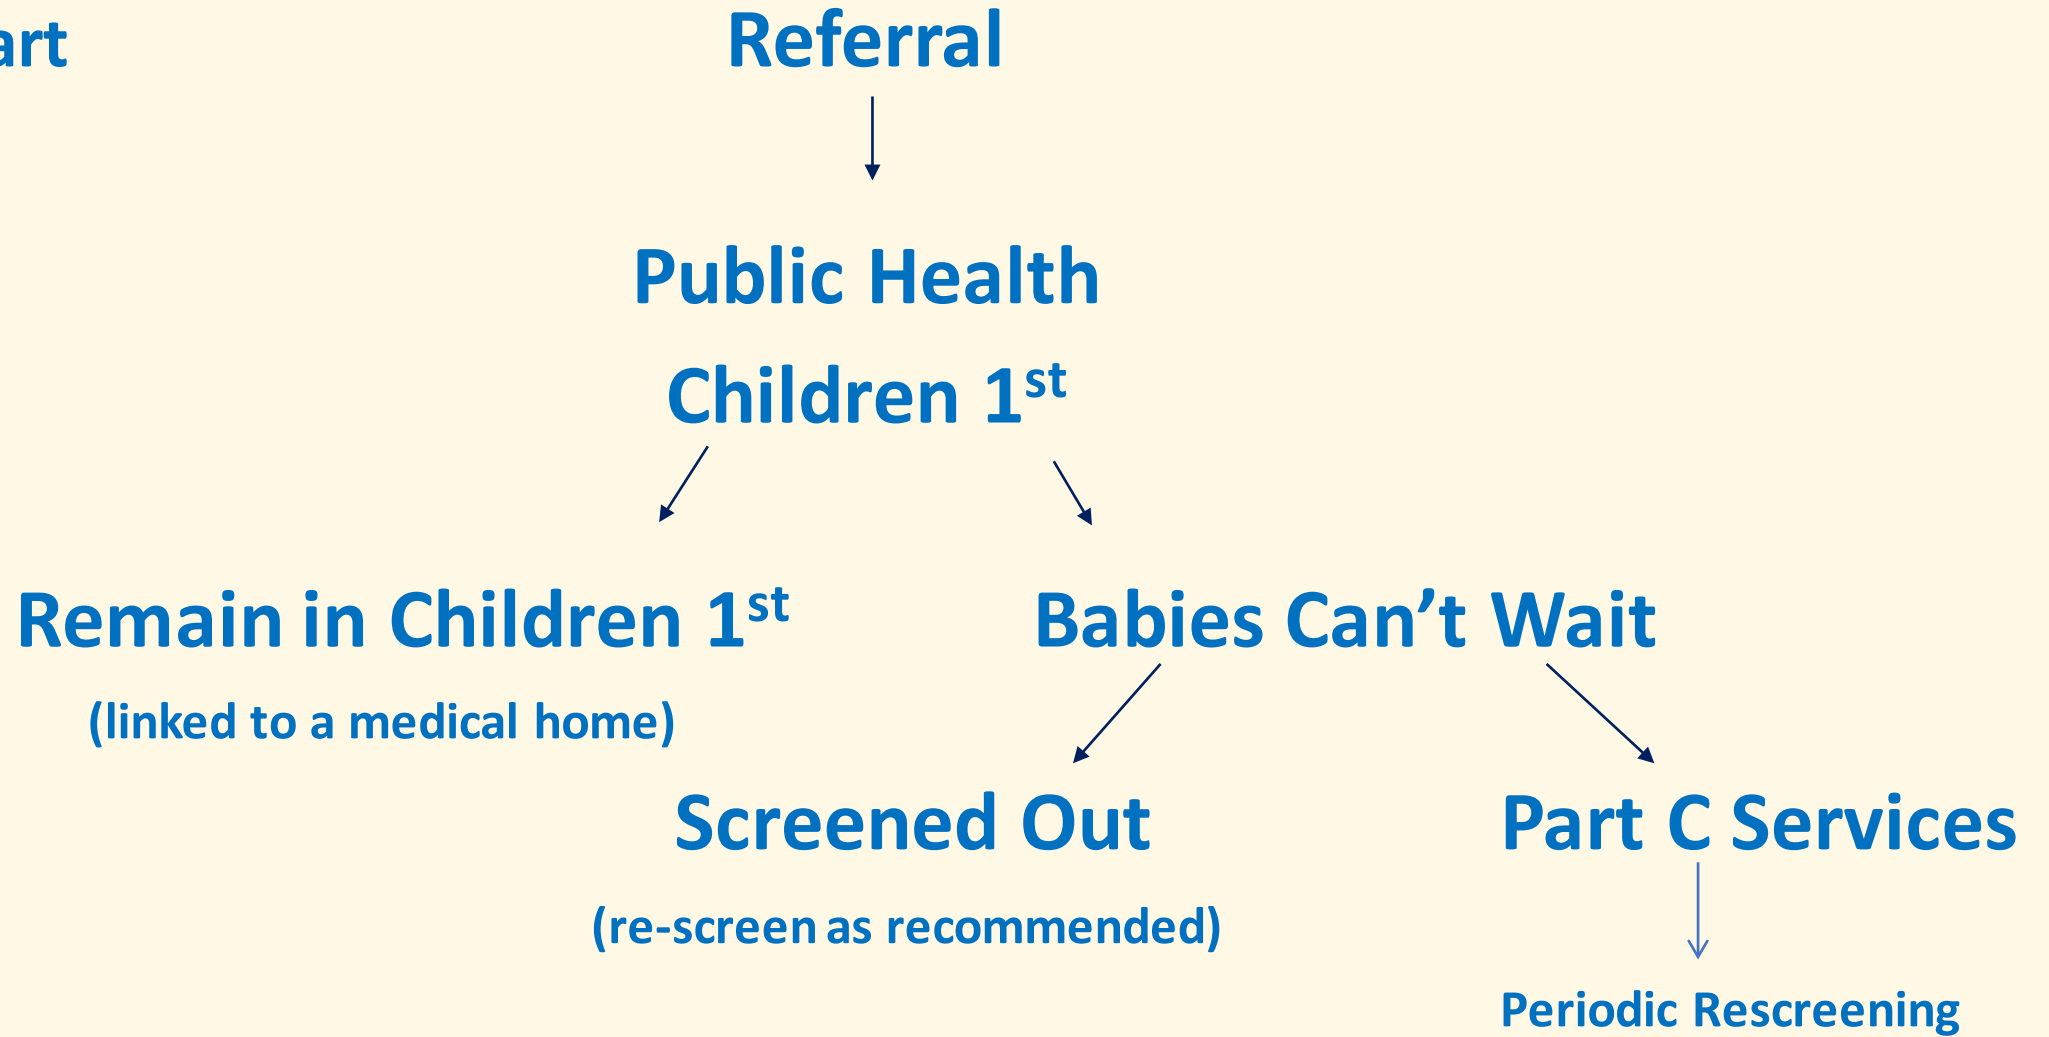 Referral
Public Health
Children 1st
Remain in Children 1st
Babies Can’t Wait
(linked to a medical home)
Screened Out
Part C Services
(re-screen as recommended)
Periodic Rescreening